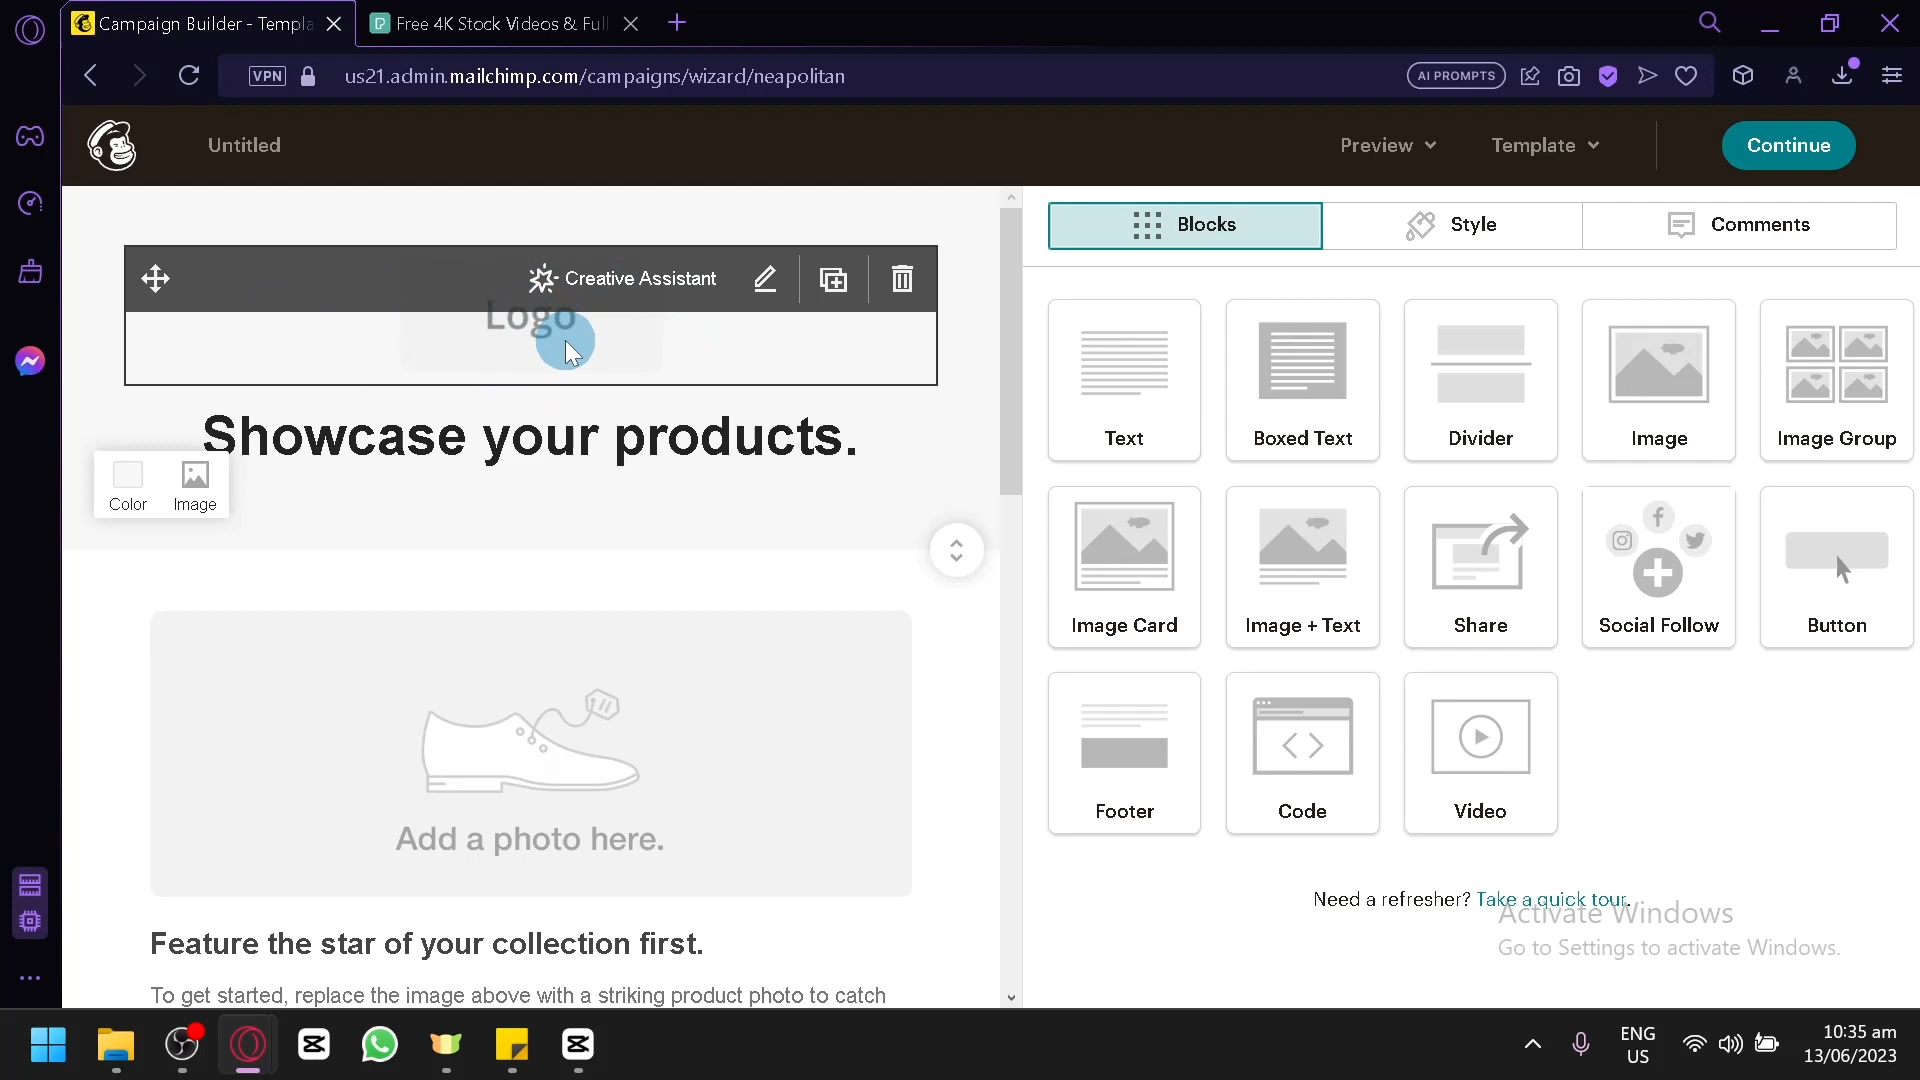 Campaign Builder - Templa
Free 4K Stock Videos & Full
VPN
us21.admin.mailchimp.com/campaigns/wizard/neapolitan
AI PROMPTS
Untitled
Preview
Template
Continue
Blocks
Style
Comments
Creative Assistant
Logo
Showcase your products.
Color
Image
Add a photo here.
Feature the star of your collection first.
To get started, replace the image above with a striking product photo to catch
Text
Boxed Text
Divider
Image
Image Group
Image Card
Image + Text
Share
Social Follow
Button
Footer
Code
Video
Need a refresher? Take a quick tour.
Activate Windows
Go to Settings to activate Windows.
ENG
US
10:35 am
13/06/2023